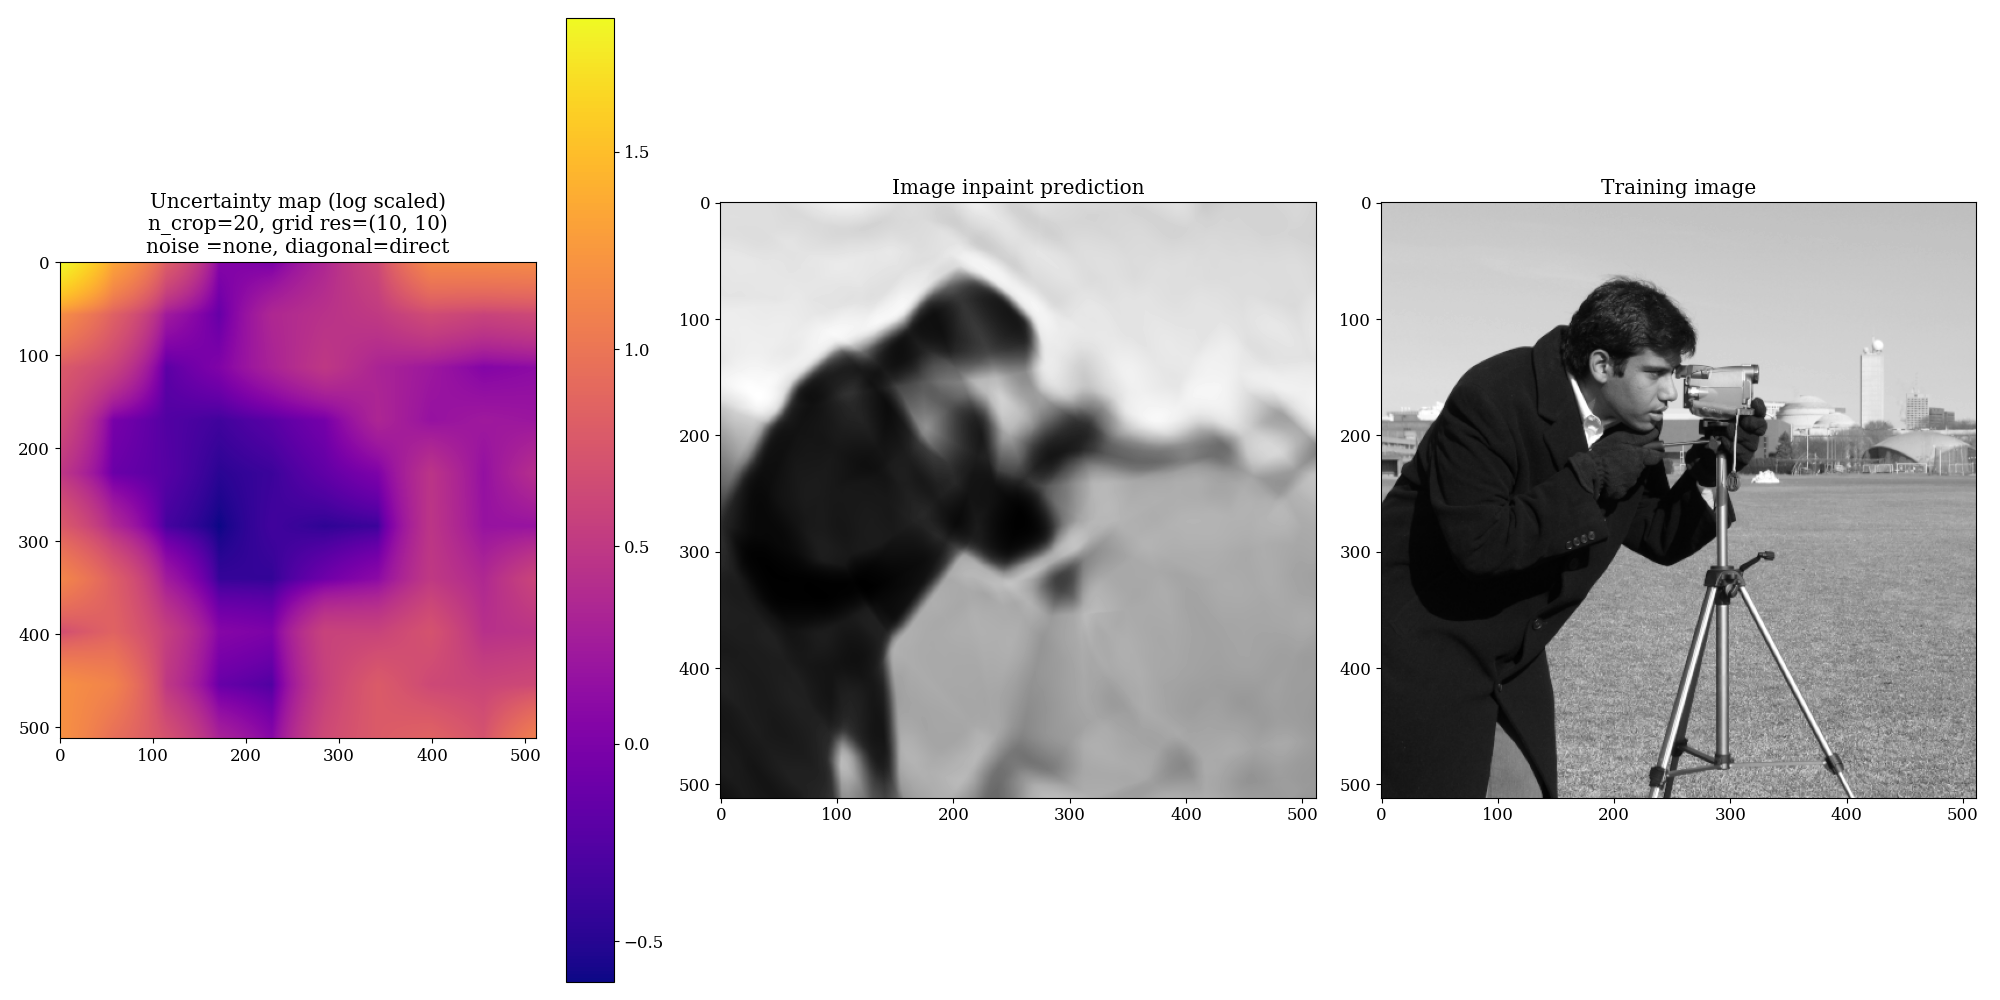 Uncertainty map (log scaled)
n_crop=20, grid res=(10, 10)
noise =none, diagonal=direct
0
100
200
300
400
500
0 100 200 300 400 500
1.5
1.0
0.5
0.0
−0.5
Image inpaint prediction
0
100
200
300
400
500
0 100 200 300 400 500
Training image
0
100
200
300
400
500
0 100 200 300 400 500